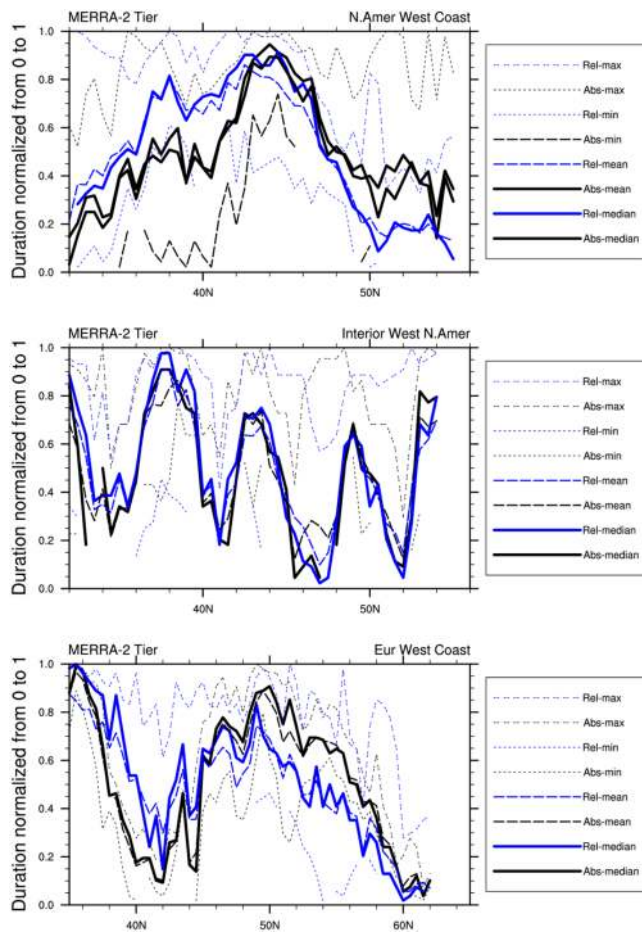 MERRA-2 Tier N.Amer West Coast
Duration normalized from 0 to 1
1.0
0.8
0.6
0.4
0.2
0.0
40N 50N
Rel-max
Abs-max
Rel-min
Abs-min
Rel-mean
Abs-mean
Rel-median
Abs-median
MERRA-2 Tier Interior West N.Amer
Duration normalized from 0 to 1
1.0
0.8
0.6
0.4
0.2
0.0
40N 50N
Rel-max
Abs-max
Rel-min
Abs-min
Rel-mean
Abs-mean
Rel-median
Abs-median
MERRA-2 Tier Eur West Coast
Duration normalized from 0 to 1
1.0
0.8
0.6
0.4
0.2
0.0
40N 50N 60N
Rel-max
Abs-max
Rel-min
Abs-min
Rel-mean
Abs-mean
Rel-median
Abs-median